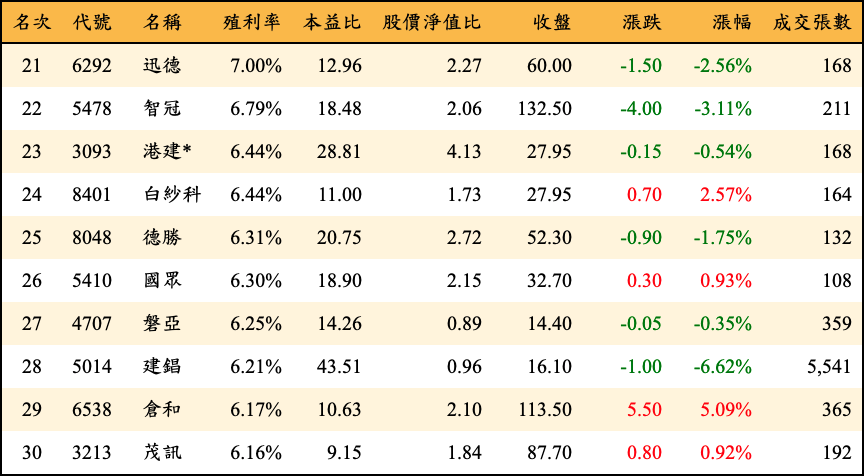 名次 代號 名稱 殖利率 本益比 股價淨值比 收盤 漲跌 漲幅 成交張數
21 6292 迅德 7.00% 12.96 2.27 60.00 -1.50 -2.56% 168
22 5478 智冠 6.79% 18.48 2.06 132.50 -4.00 -3.11% 211
23 3093 港建* 6.44% 28.81 4.13 27.95 -0.15 -0.54% 168
24 8401 白紗科 6.44% 11.00 1.73 27.95 0.70 2.57% 164
25 8048 德勝 6.31% 20.75 2.72 52.30 -0.90 -1.75% 132
26 5410 國眾 6.30% 18.90 2.15 32.70 0.30 0.93% 108
27 4707 磐亞 6.25% 14.26 0.89 14.40 -0.05 -0.35% 359
28 5014 建錩 6.21% 43.51 0.96 16.10 -1.00 -6.62% 5,541
29 6538 倉和 6.17% 10.63 2.10 113.50 5.50 5.09% 365
30 3213 茂訊 6.16% 9.15 1.84 87.70 0.80 0.92% 192